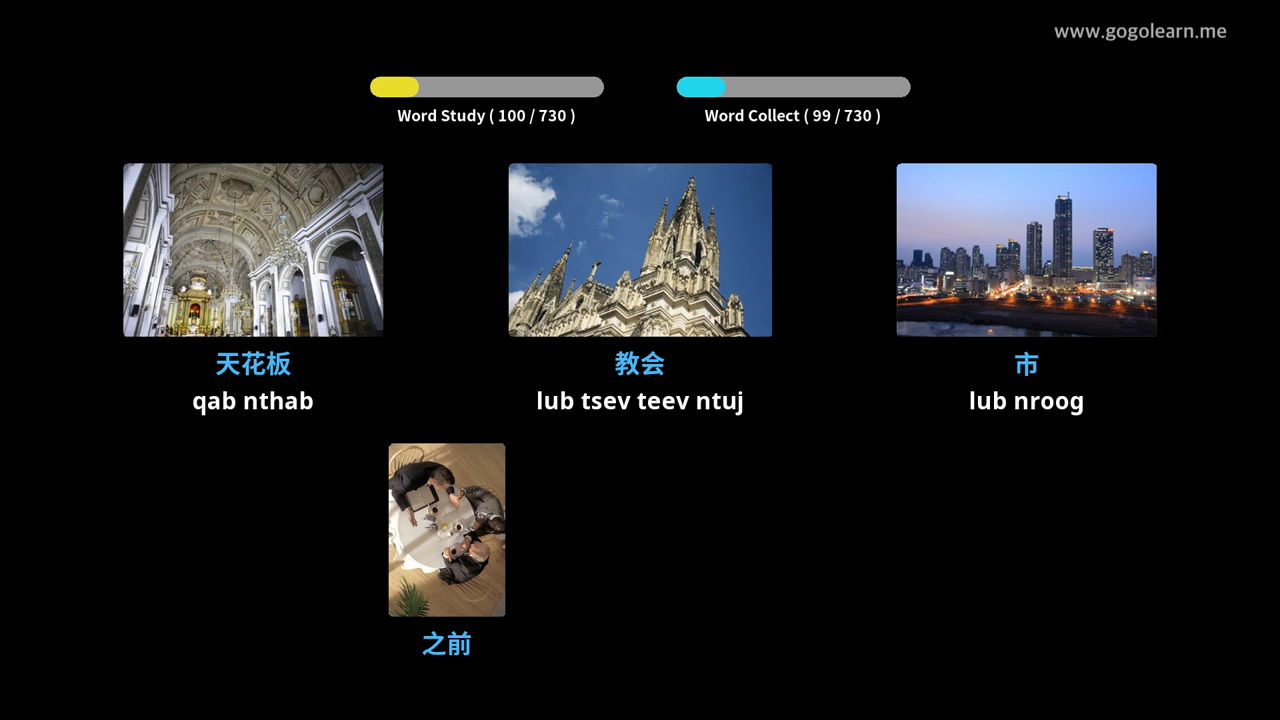 www.gogolearn.me
Word Study ( 100 / 730 )
Word Collect ( 99 / 730 )
天花板
qab nthab
教会
lub tsev teev ntuj
市
lub nroog
之前